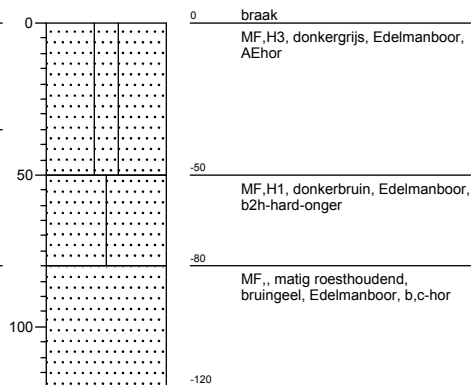 0
50
100
0
braak
MF,H3, donkergrijs, Edelmanboor,
AEhor
-50
MF,H1, donkerbruin, Edelmanboor,
b2h-hard-onger
-80
MF,, matig roesthoudend,
bruingeel, Edelmanboor, b,c-hor
-120